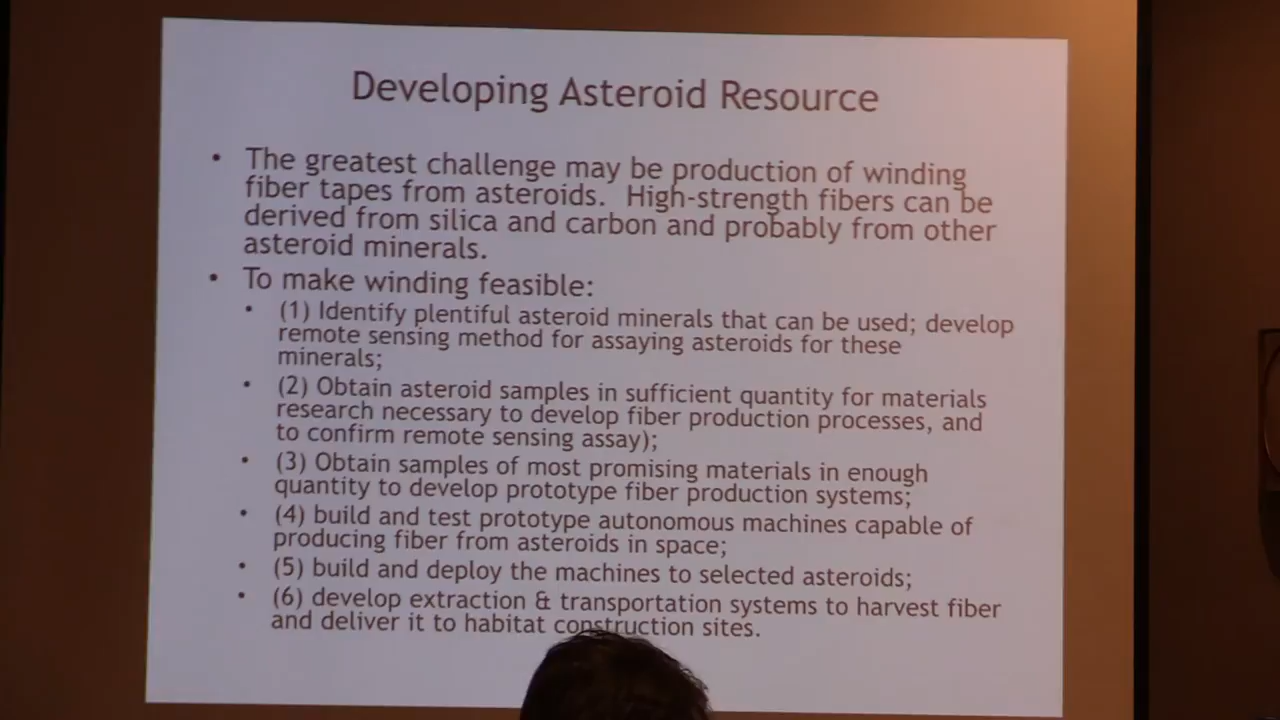 Developing Asteroid Resource
• The greatest challenge may be production of winding
fiber tapes from asteroids. High-strength fibers can be
derived from silica and carbon and probably from other
asteroid minerals.
• To make winding feasible:
• (1) Identify plentiful asteroid minerals that can be used; develop
remote sensing method for assaying asteroids for these
minerals;
• (2) Obtain asteroid samples in sufficient quantity for materials
research necessary to develop fiber production processes, and
to confirm remote sensing assay);
• (3) Obtain samples of most promising materials in enough
quantity to develop prototype fiber production systems;
• (4) build and test prototype autonomous machines capable of
producing fiber from asteroids in space;
• (5) build and deploy the machines to selected asteroids;
• (6) develop extraction & transportation systems to harvest fiber
and deliver it to habitat construction sites.